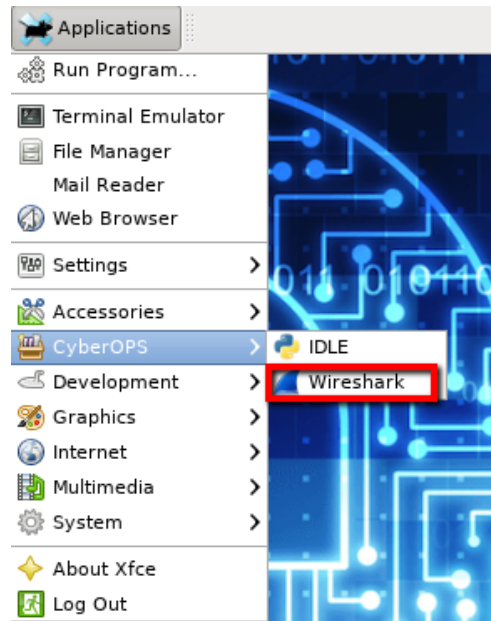 Applications
Run Program...
Terminal Emulator
File Manager
Mail Reader
Web Browser
Settings
Accessories
CyberOPS
IDLE
Development
Wireshark
Graphics
Internet
Multimedia
System
About Xfce
Log Out